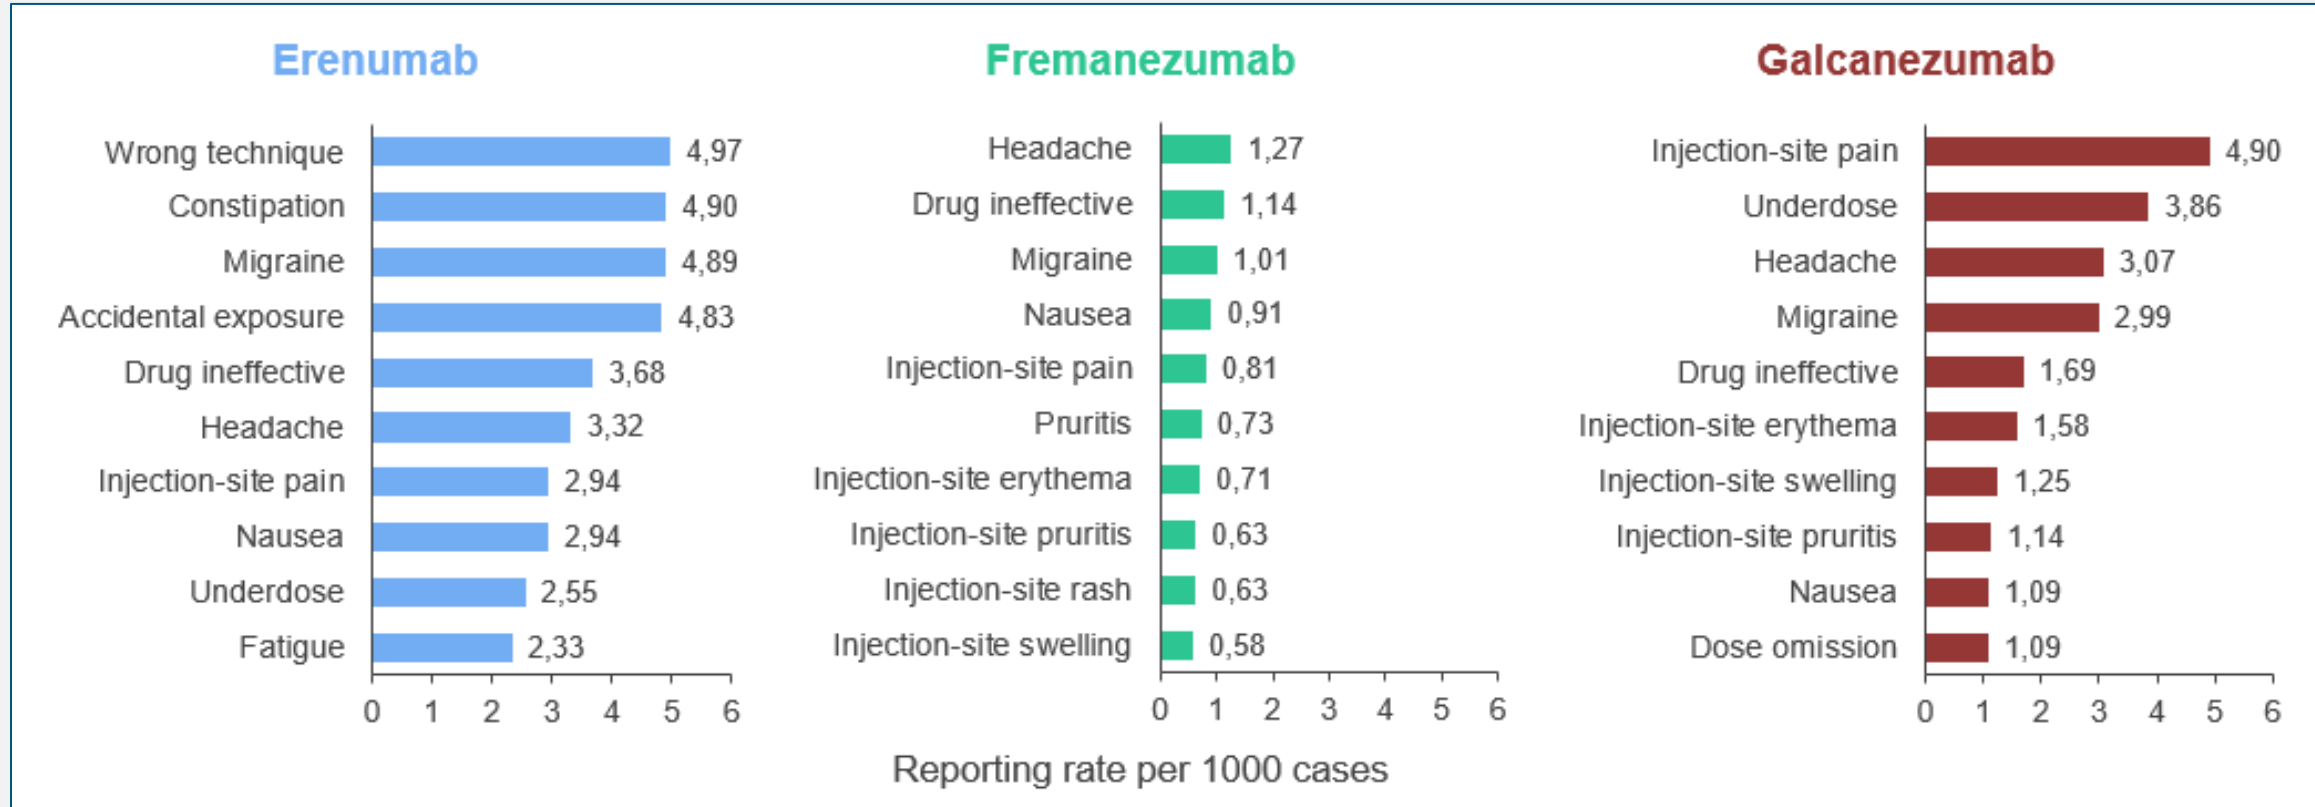 Erenumab
Wrong technique 4,97
Constipation 4,90
Migraine 4,89
Accidental exposure 4,83
Drug ineffective 3,68
Headache 3,32
Injection-site pain 2,94
Nausea 2,94
Underdose 2,55
Fatigue 2,33
0 1 2 3 4 5 6
Fremanezumab
Headache 1,27
Drug ineffective 1,14
Migraine 1,01
Nausea 0,91
Injection-site pain 0,81
Pruritis 0,73
Injection-site erythema 0,71
Injection-site pruritis 0,63
Injection-site rash 0,63
Injection-site swelling 0,58
0 1 2 3 4 5 6
Galcanezumab
Injection-site pain 4,90
Underdose 3,86
Headache 3,07
Migraine 2,99
Drug ineffective 1,69
Injection-site erythema 1,58
Injection-site swelling 1,25
Injection-site pruritis 1,14
Nausea 1,09
Dose omission 1,09
0 1 2 3 4 5 6
Reporting rate per 1000 cases